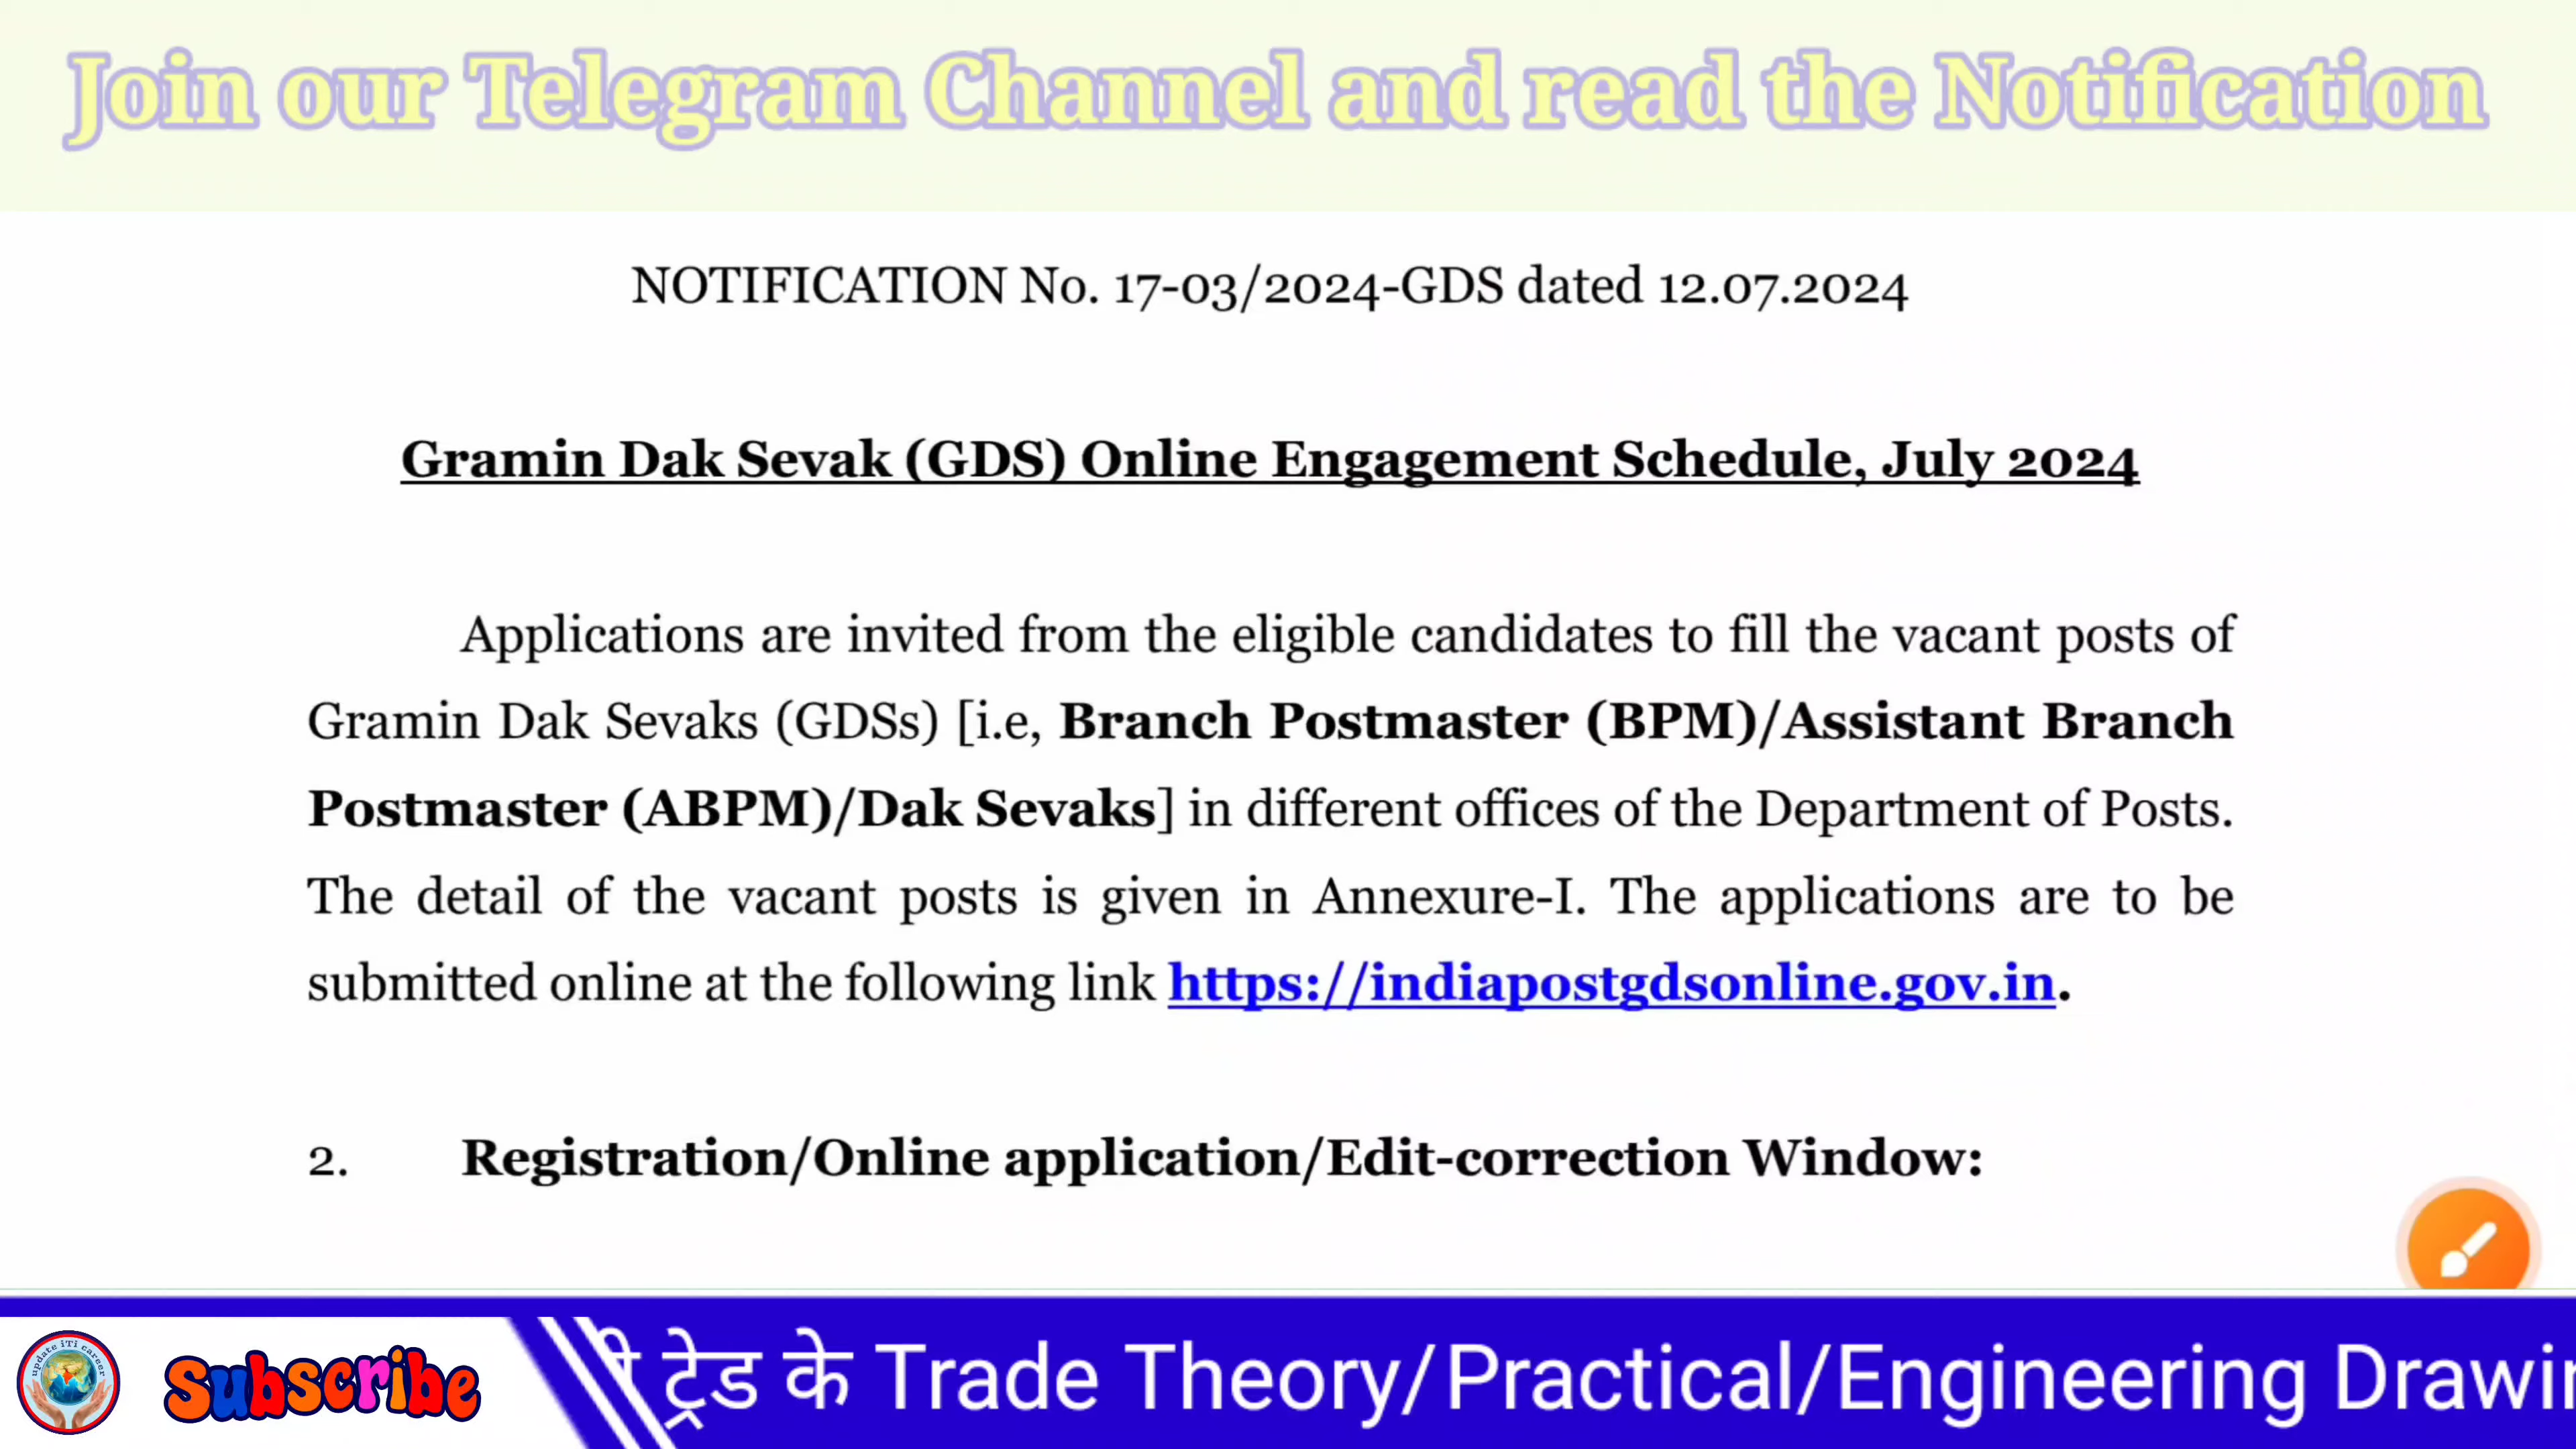 Join our Telegram Channel and read the Notification
NOTIFICATION No. 17-03/2024-GDS dated 12.07.2024
Gramin Dak Sevak (GDS) Online Engagement Schedule, July 2024
Applications are invited from the eligible candidates to fill the vacant posts of
Gramin Dak Sevaks (GDSs) [i.e, Branch Postmaster (BPM)/Assistant Branch
Postmaster (ABPM)/Dak Sevaks] in different offices of the Department of Posts.
The detail of the vacant posts is given in Annexure-I. The applications are to be
submitted online at the following link https://indiapostgdsonline.gov.in.
2. Registration/Online application/Edit-correction Window:
update iTi career
Subscribe
ट्रेड के Trade Theory/Practical/Engineering Drawi